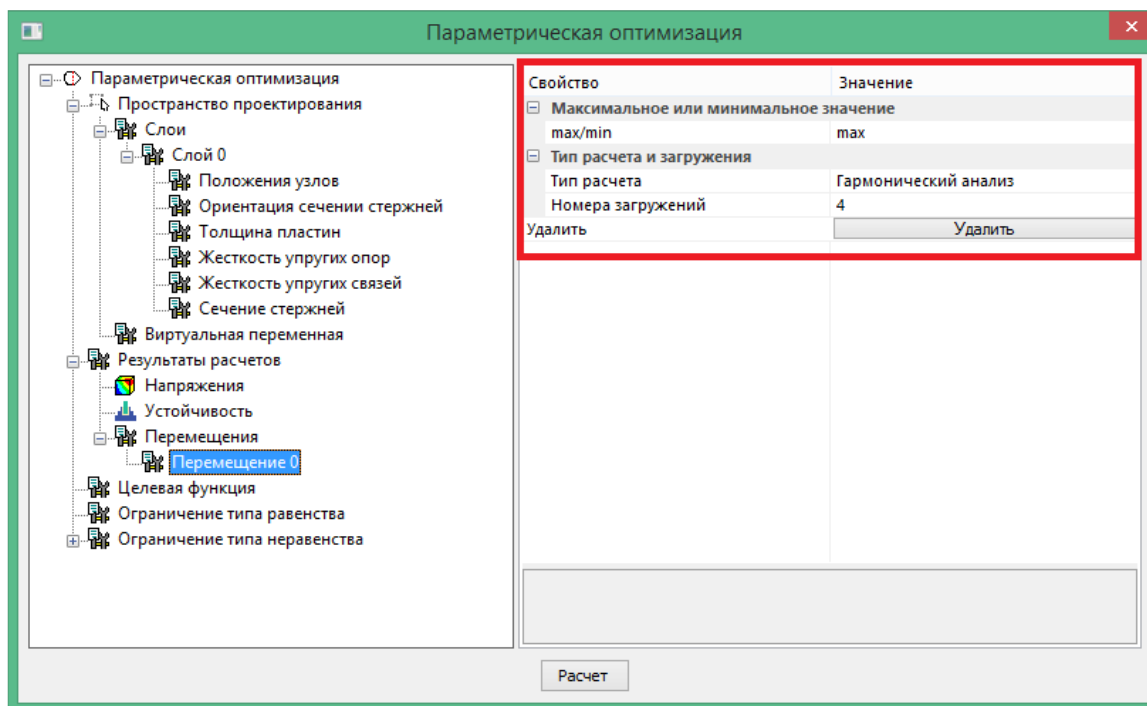 Параметрическая оптимизация
Параметрическая оптимизация
Пространство проектирования
Слои
Слой 0
Положения узлов
Ориентация сечении стержней
Толщина пластин
Жесткость упругих опор
Жесткость упругих связей
Сечение стержней
Виртуальная переменная
Результаты расчетов
Напряжения
Устойчивость
Перемещения
Перемещение 0
Целевая функция
Ограничение типа равенства
Ограничение типа неравенства
Свойство Значение
Максимальное или минимальное значение
max/min max
Тип расчета и загружения
Тип расчета Гармонический анализ
Номера загружений 4
Удалить Удалить
Расчет